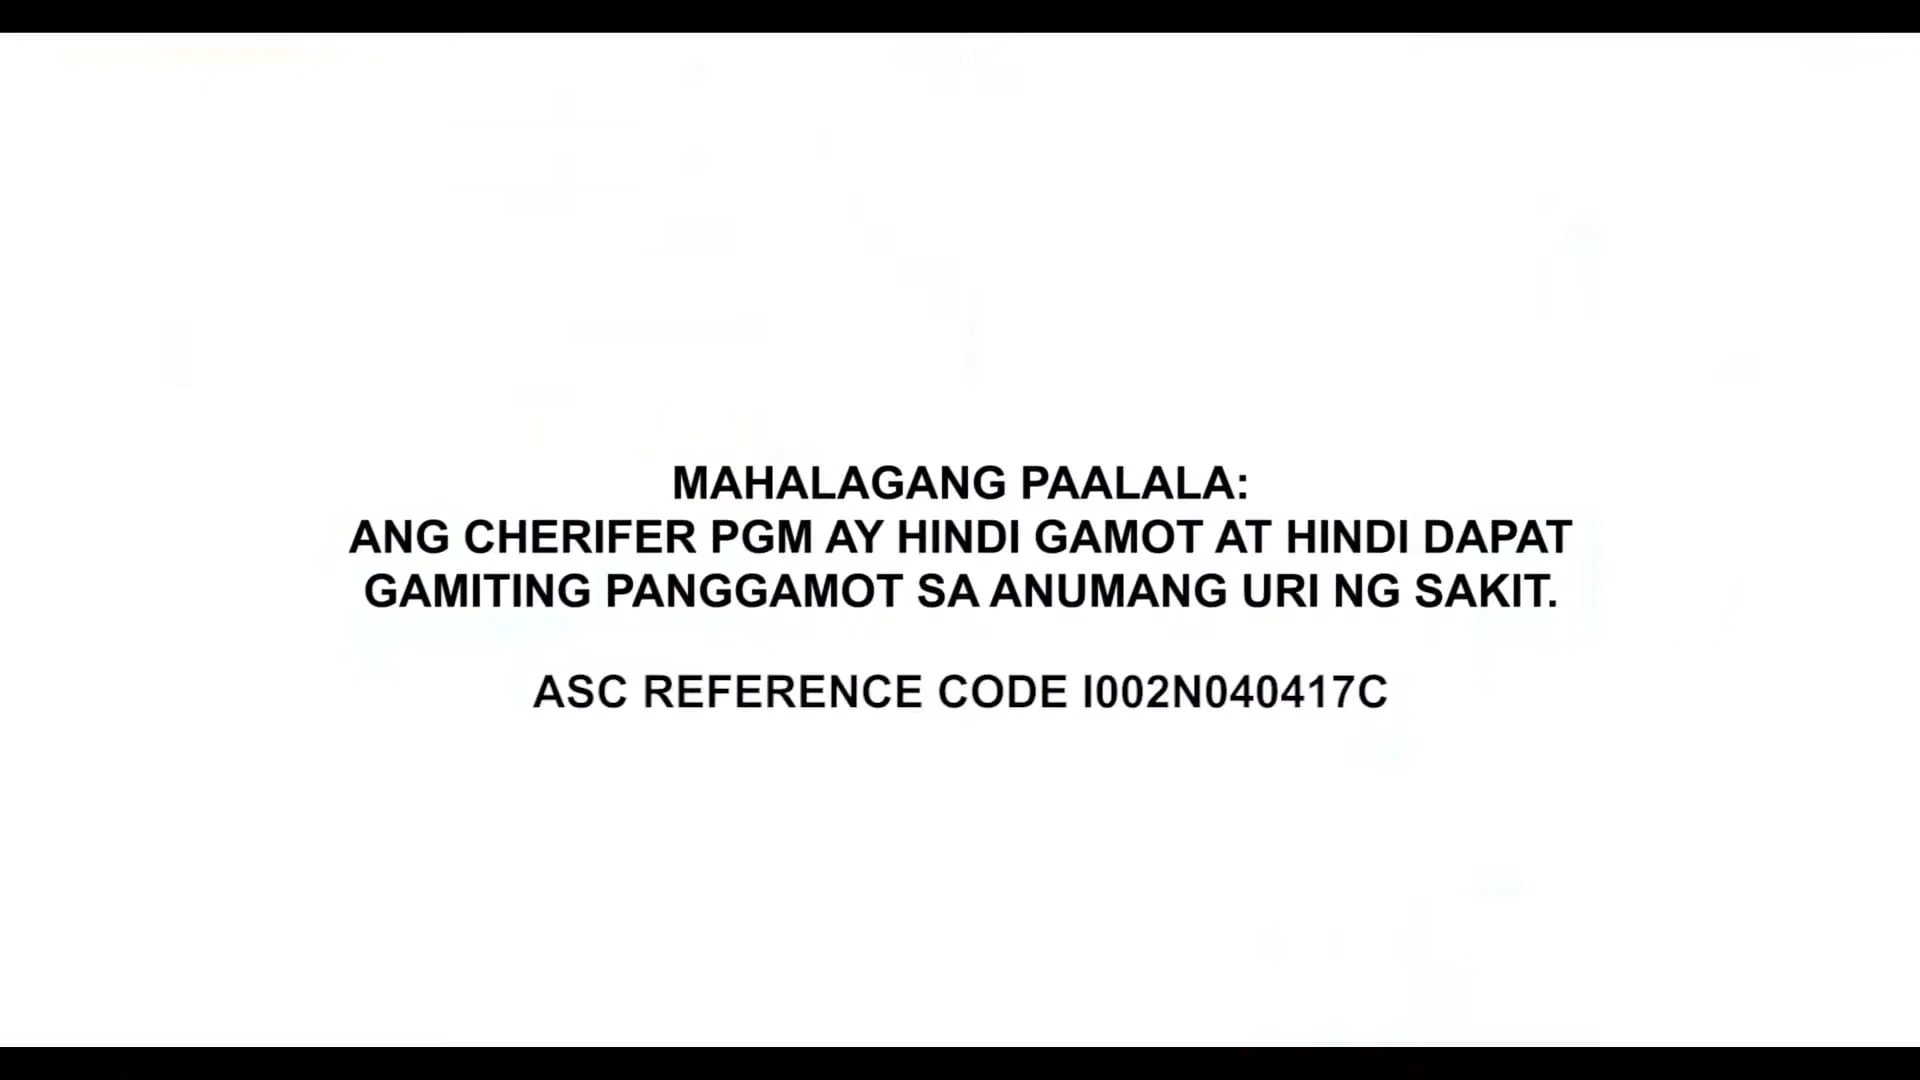 MAHALAGANG PAALALA:
ANG CHERIFER PGM AY HINDI GAMOT AT HINDI DAPAT
GAMITING PANGGAMOT SA ANUMANG URI NG SAKIT.
ASC REFERENCE CODE I002N040417C